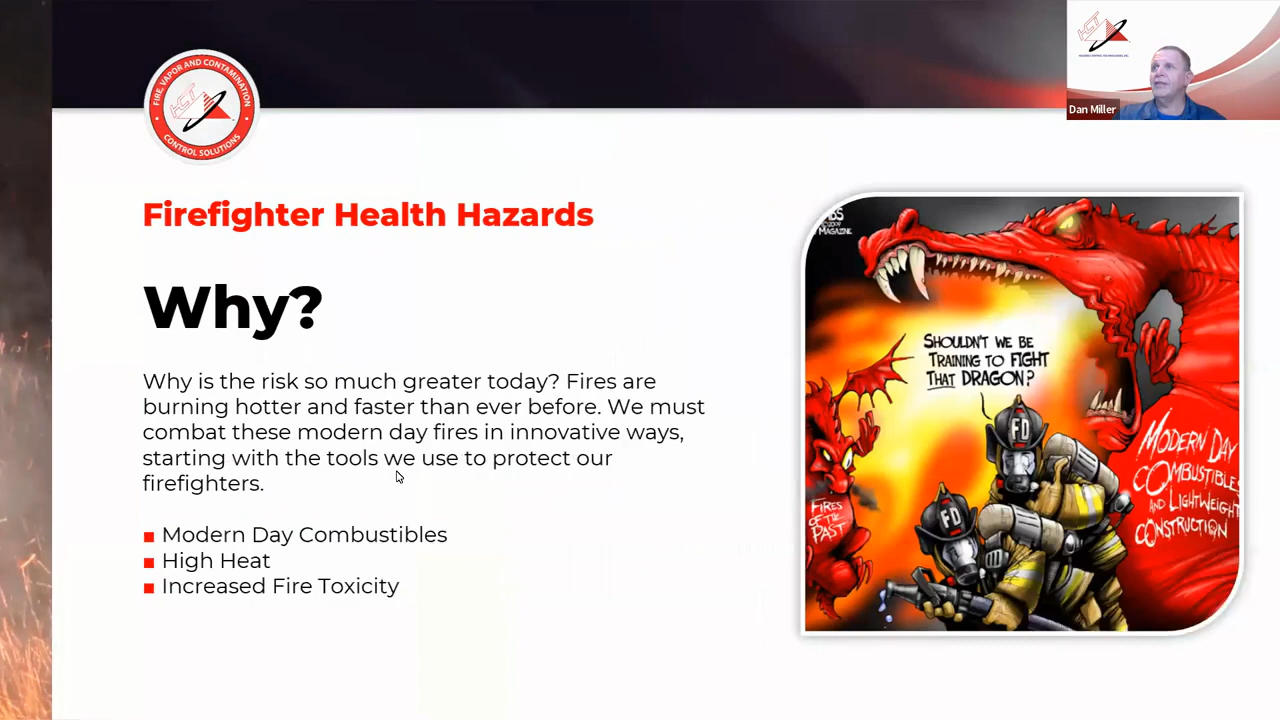 FIRE, VAPOR AND CONTAMINATION
HCT
CONTROL SOLUTIONS
HCT
Dan Miller
Firefighter Health Hazards
Why?
Why is the risk so much greater today? Fires are
burning hotter and faster than ever before. We must
combat these modern day fires in innovative ways,
starting with the tools we use to protect our
firefighters.
■ Modern Day Combustibles
■ High Heat
■ Increased Fire Toxicity
MAGAZINE
SHOULDN'T WE BE
TRAINING TO FIGHT
THAT DRAGON?
FD
FD
FIRES
OF THE
PAST
MODERN DAY
COMBUSTIBLES
AND LIGHTWEIGHT
CONSTRUCTION